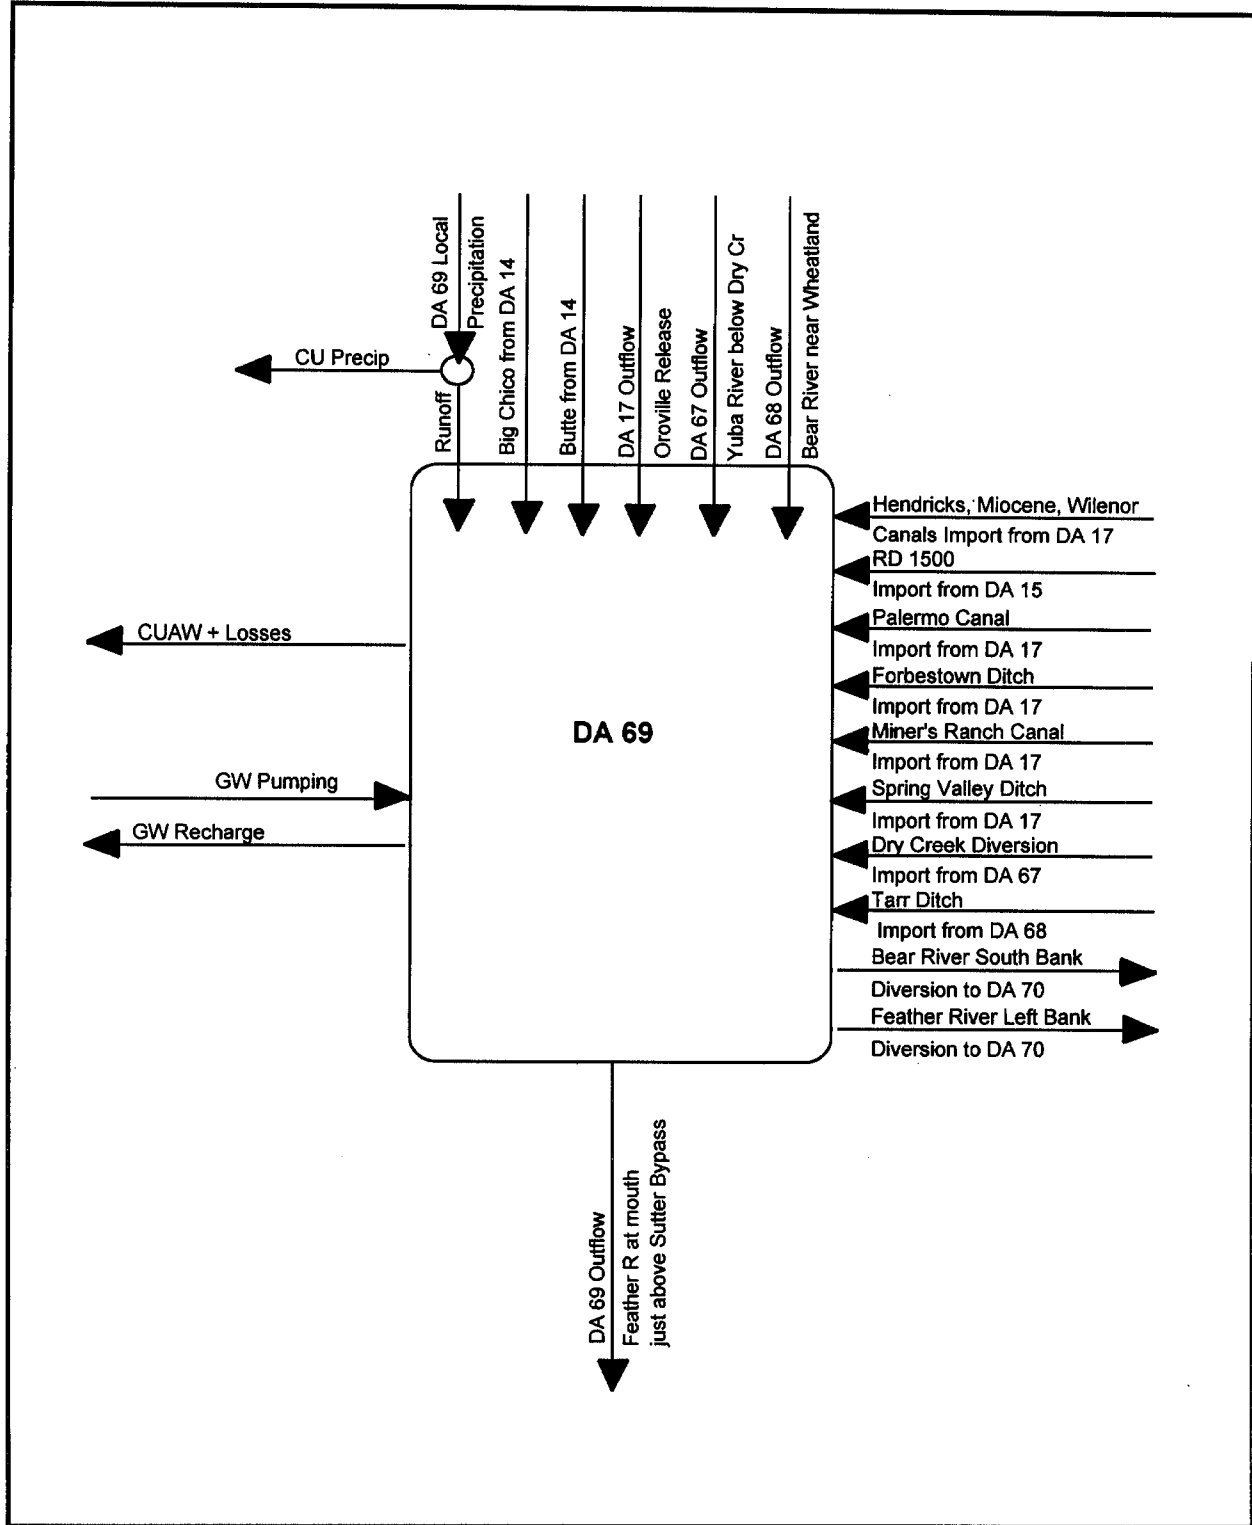 DA 69 Local
Precipitation
CU Precip
Runoff
Big Chico from DA 14
Butte from DA 14
DA 17 Outflow
Oroville Release
DA 67 Outflow
Yuba River below Dry Cr
DA 68 Outflow
Bear River near Wheatland
Hendricks, Miocene, Wilenor
Canals Import from DA 17
RD 1500
Import from DA 15
Palermo Canal
Import from DA 17
Forbestown Ditch
Import from DA 17
Miner's Ranch Canal
Import from DA 17
Spring Valley Ditch
Import from DA 17
Dry Creek Diversion
Import from DA 67
Tarr Ditch
Import from DA 68
Bear River South Bank
Diversion to DA 70
Feather River Left Bank
Diversion to DA 70
CUAW + Losses
DA 69
GW Pumping
GW Recharge
DA 69 Outflow
Feather R at mouth
just above Sutter Bypass